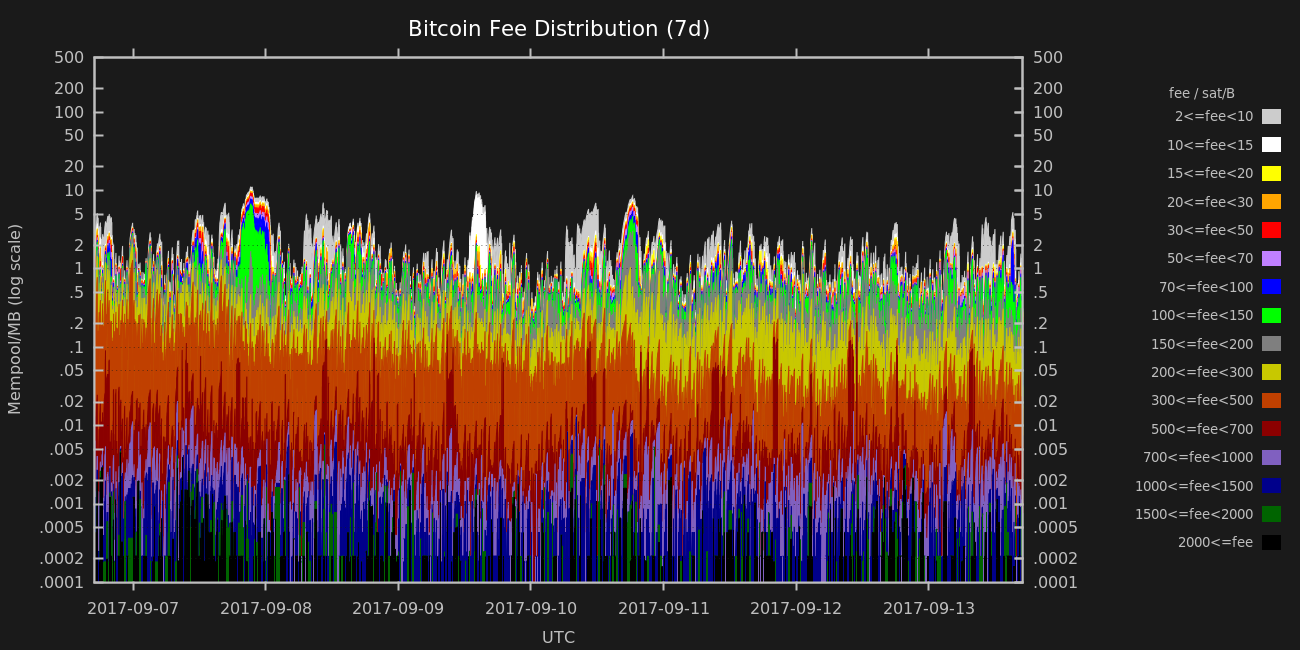 Bitcoin Fee Distribution (7d)
500
200
100
50
20
10
5
2
1
.5
.2
.1
.05
.02
.01
.005
.002
.001
.0005
.0002
.0001
Mempool/MB (log scale)
500
200
100
50
20
10
5
2
1
.5
.2
.1
.05
.02
.01
.005
.002
.001
.0005
.0002
.0001
2017-09-07 2017-09-08 2017-09-09 2017-09-10 2017-09-11 2017-09-12 2017-09-13
UTC
fee / sat/B
2<=fee<10
10<=fee<15
15<=fee<20
20<=fee<30
30<=fee<50
50<=fee<70
70<=fee<100
100<=fee<150
150<=fee<200
200<=fee<300
300<=fee<500
500<=fee<700
700<=fee<1000
1000<=fee<1500
1500<=fee<2000
2000<=fee